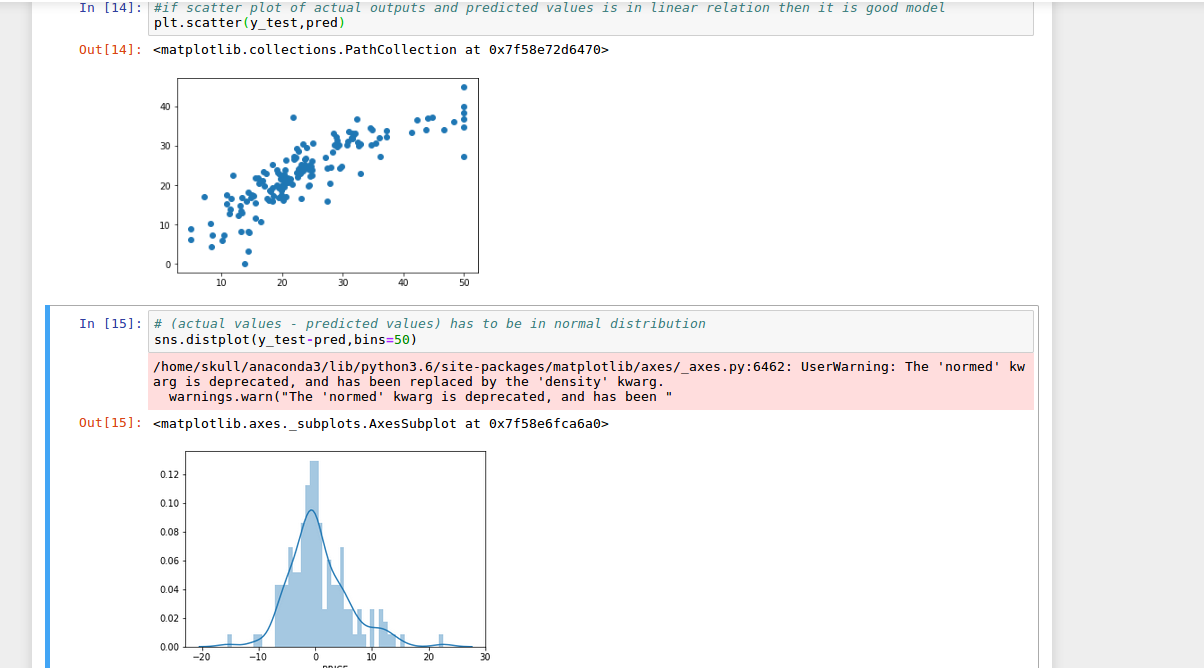 In [14]: #if scatter plot of actual outputs and predicted values is in linear relation then it is good model
plt.scatter(y_test,pred)
Out[14]: <matplotlib.collections.PathCollection at 0x7f58e72d6470>
40
30
20
10
0
10 20 30 40 50
In [15]: # (actual values - predicted values) has to be in normal distribution
sns.distplot(y_test-pred,bins=50)
/home/skull/anaconda3/lib/python3.6/site-packages/matplotlib/axes/_axes.py:6462: UserWarning: The 'normed' kw
arg is deprecated, and has been replaced by the 'density' kwarg.
  warnings.warn("The 'normed' kwarg is deprecated, and has been "
Out[15]: <matplotlib.axes._subplots.AxesSubplot at 0x7f58e6fca6a0>
0.12
0.10
0.08
0.06
0.04
0.02
0.00
−20 −10 0 10 20 30
PRICE